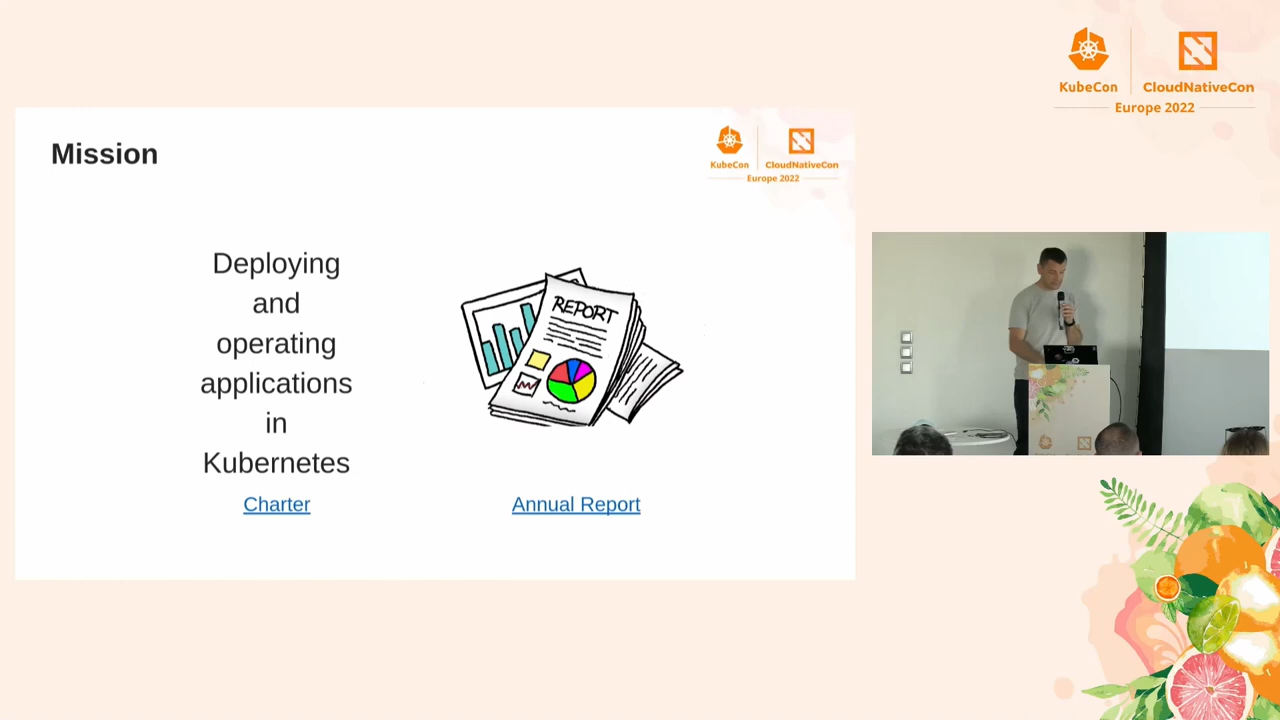 KubeCon
CloudNativeCon
Europe 2022
Mission
KubeCon
CloudNativeCon
Europe 2022
Deploying
and
operating
applications
in
Kubernetes
REPORT
Charter
Annual Report